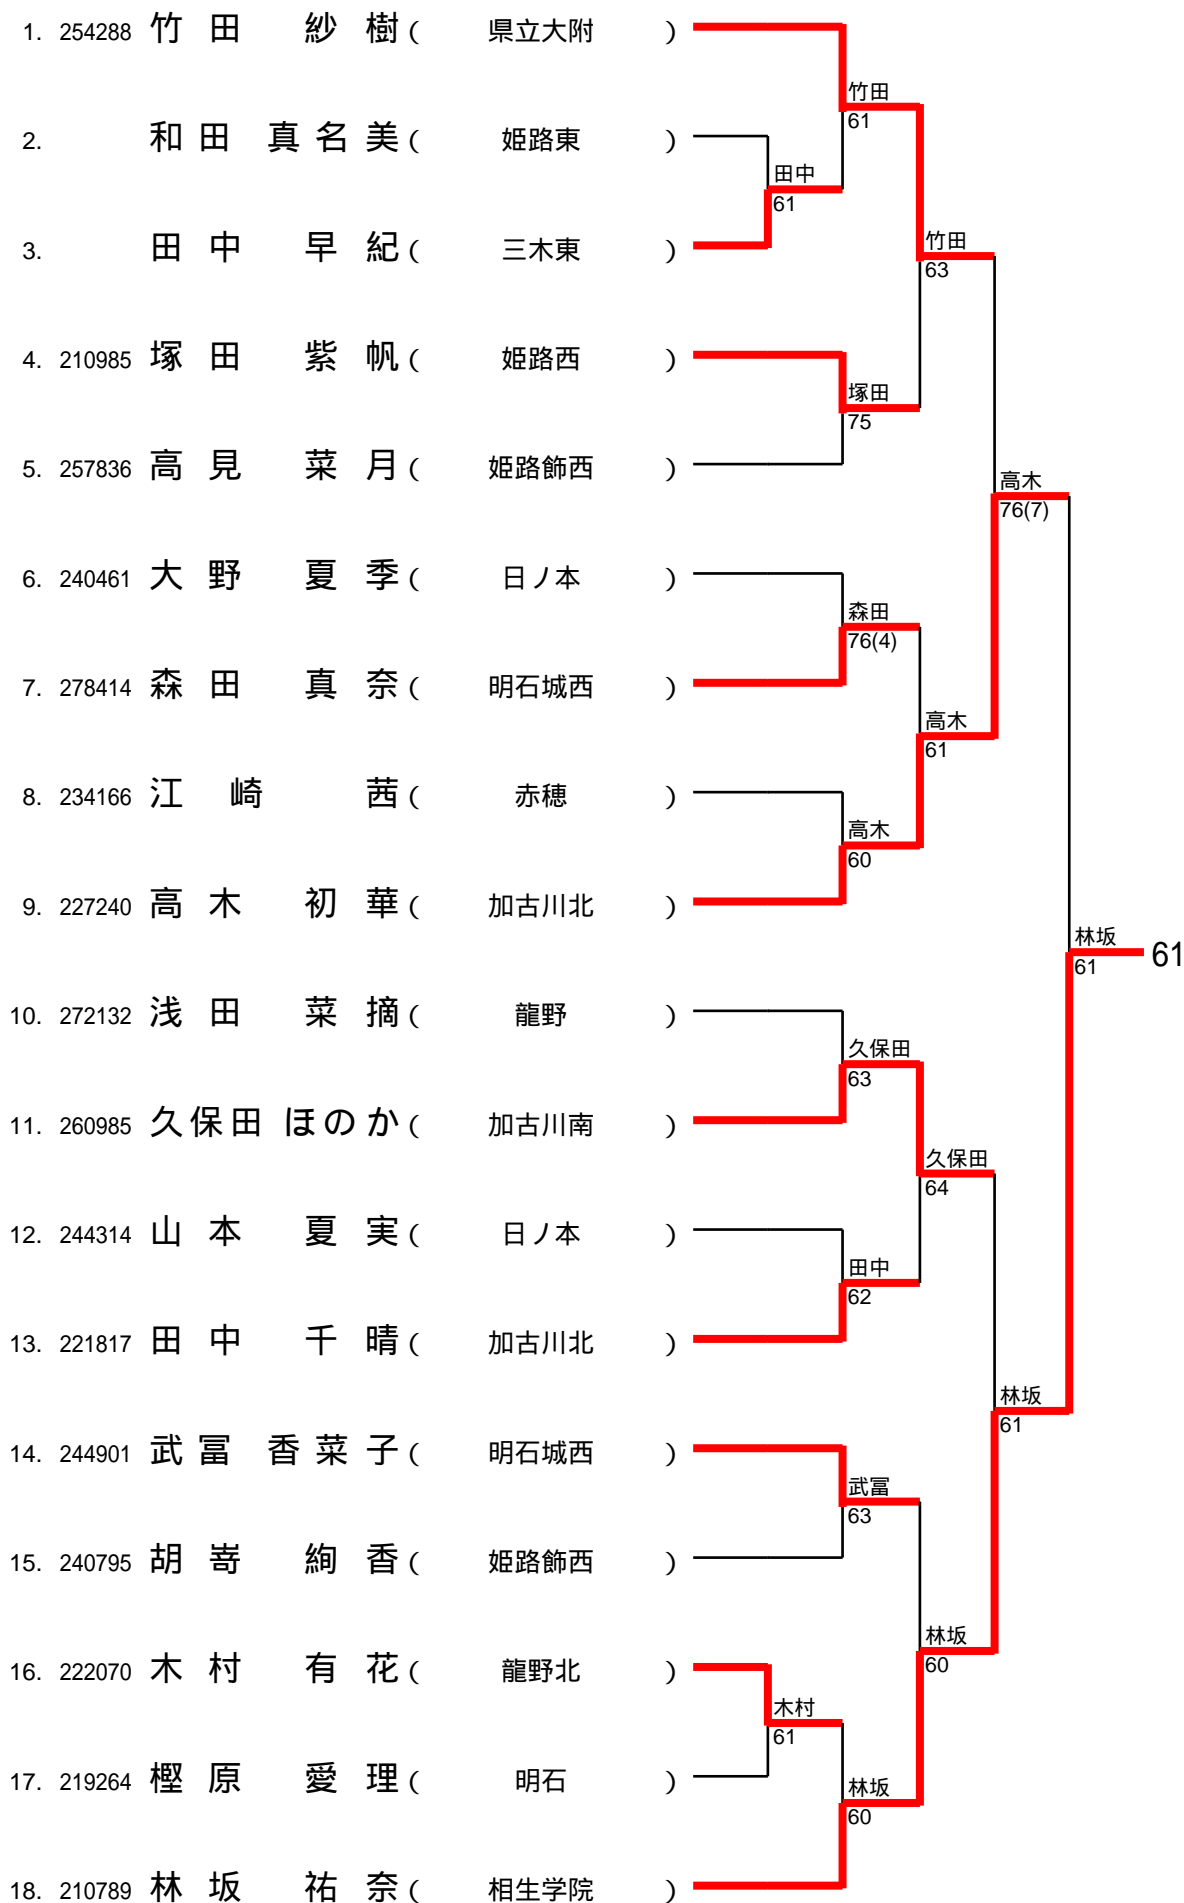 1. 254288 竹田 紗樹 ( 県立大附 )
竹田
61
2. 和田 真名美 ( 姫路東 )
田中
61
3. 田中 早紀 ( 三木東 )
竹田
63
4. 210985 塚田 紫帆 ( 姫路西 )
塚田
75
5. 257836 高見 菜月 ( 姫路飾西 )
高木
76(7)
6. 240461 大野 夏季 ( 日ノ本 )
森田
76(4)
7. 278414 森田 真奈 ( 明石城西 )
高木
61
8. 234166 江崎 茜 ( 赤穂 )
高木
60
9. 227240 高木 初華 ( 加古川北 )
林坂
61
61
10. 272132 浅田 菜摘 ( 龍野 )
久保田
63
11. 260985 久保田 ほのか ( 加古川南 )
久保田
64
12. 244314 山本 夏実 ( 日ノ本 )
田中
62
13. 221817 田中 千晴 ( 加古川北 )
林坂
61
14. 244901 武冨 香菜子 ( 明石城西 )
武冨
63
15. 240795 胡嵜 絢香 ( 姫路飾西 )
林坂
60
16. 222070 木村 有花 ( 龍野北 )
木村
61
17. 219264 樫原 愛理 ( 明石 )
林坂
60
18. 210789 林坂 祐奈 ( 相生学院 )